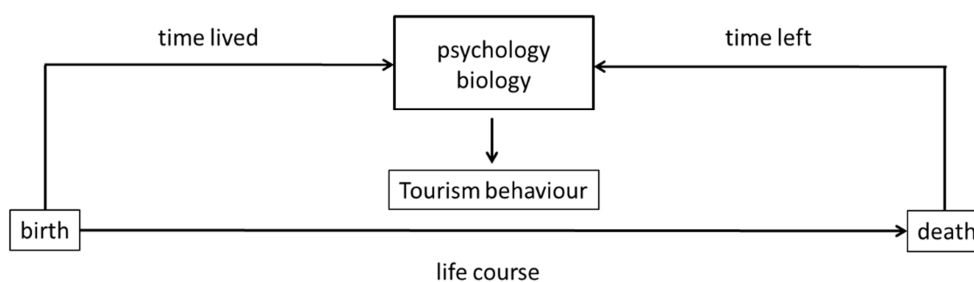 time lived
psychology
biology
time left
Tourism behaviour
birth
death
life course